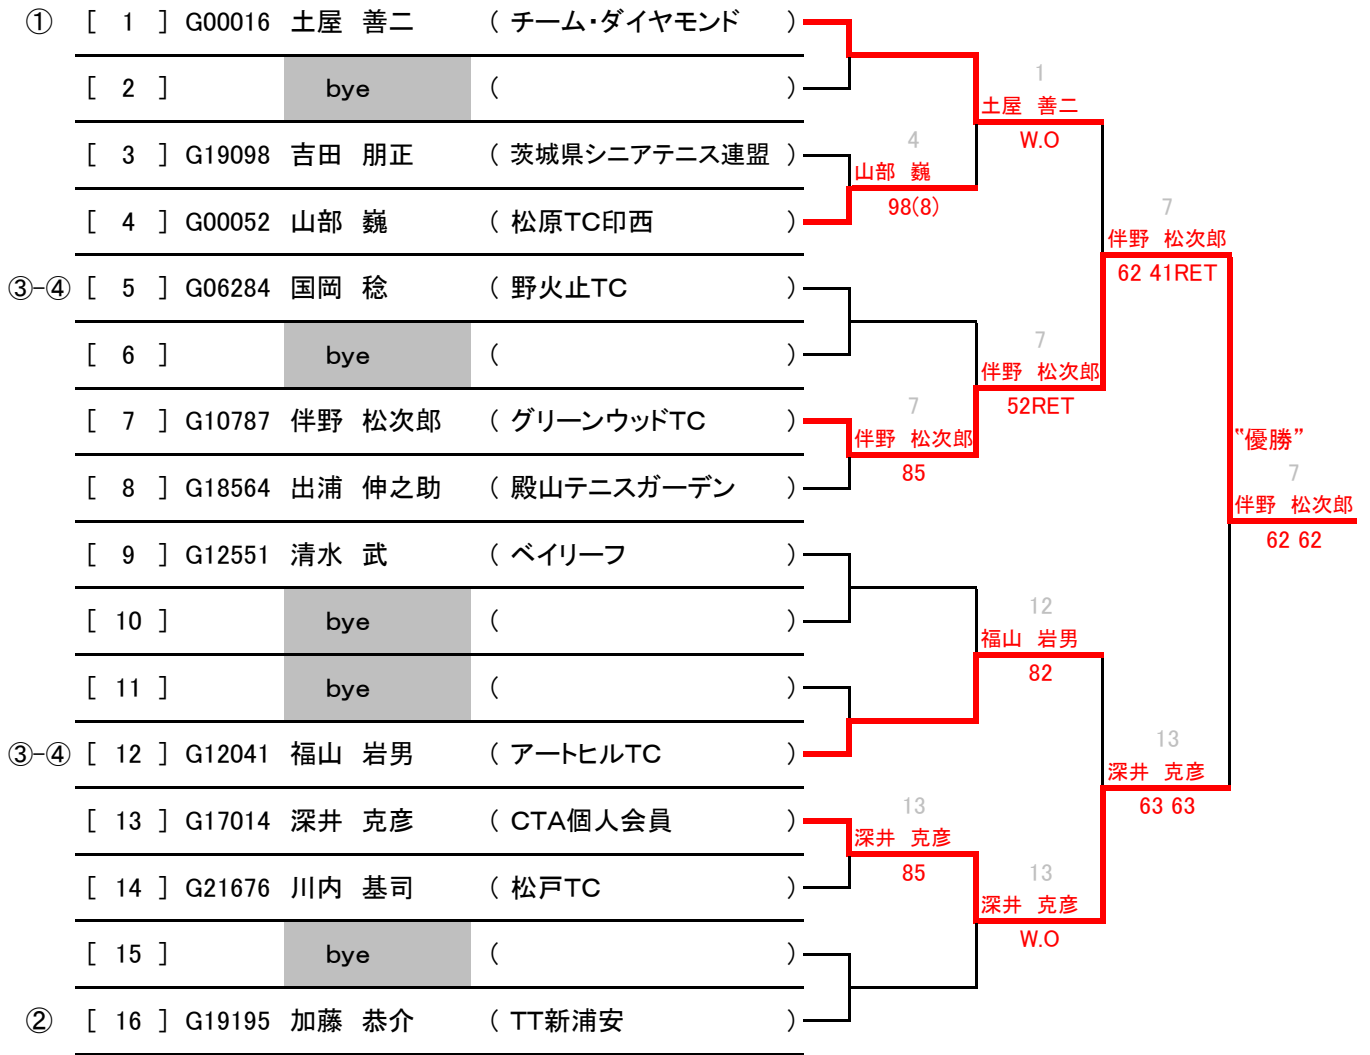 ① [ 1 ] G00016 土屋 善二 ( チーム・ダイヤモンド )
[ 2 ] bye ( )
1
土屋 善二
W.O
[ 3 ] G19098 吉田 朋正 ( 茨城県シニアテニス連盟 )
4
山部 巍
98(8)
[ 4 ] G00052 山部 巍 ( 松原TC印西 )
7
伴野 松次郎
62 41RET
③-④ [ 5 ] G06284 国岡 稔 ( 野火止TC )
[ 6 ] bye ( )
7
伴野 松次郎
52RET
[ 7 ] G10787 伴野 松次郎 ( グリーンウッドTC )
7
伴野 松次郎
85
[ 8 ] G18564 出浦 伸之助 ( 殿山テニスガーデン )
〝優勝”
7
伴野 松次郎
62 62
[ 9 ] G12551 清水 武 ( ベイリーフ )
[ 10 ] bye ( )
12
福山 岩男
82
[ 11 ] bye ( )
③-④ [ 12 ] G12041 福山 岩男 ( アートヒルTC )
13
深井 克彦
63 63
[ 13 ] G17014 深井 克彦 ( CTA個人会員 )
13
深井 克彦
85
[ 14 ] G21676 川内 基司 ( 松戸TC )
13
深井 克彦
W.O
[ 15 ] bye ( )
② [ 16 ] G19195 加藤 恭介 ( TT新浦安 )